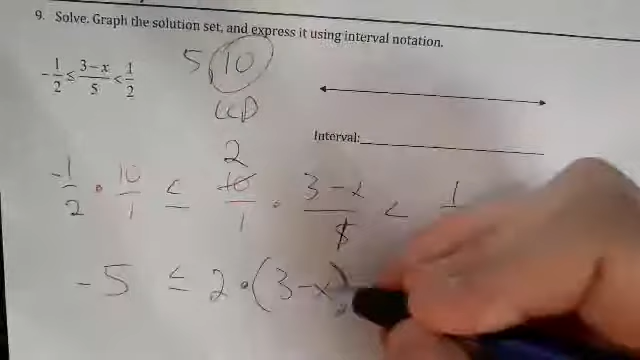 9. Solve. Graph the solution set, and express it using interval notation.
-1/2 ≤ (3-x)/5 < 1/2
5, 10
LCD
Interval:
2
-1/2 • 10/1 ≤ 10/1 • (3-x)/5 < 1
-5 ≤ 2 • (3-x)